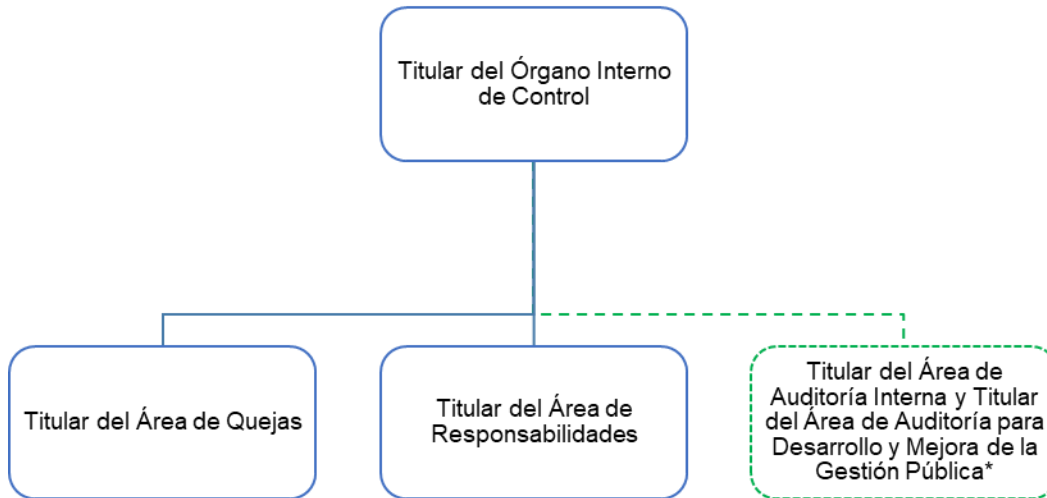 Titular del Órgano Interno
de Control
Titular del Área de Quejas
Titular del Área de
Responsabilidades
Titular del Área de
Auditoría Interna y Titular
del Área de Auditoría para
Desarrollo y Mejora de la
Gestión Pública*